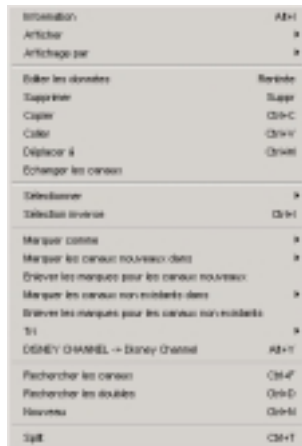 Information Alt+I
Afficher
Affichage par
Editer les données Rentrée
Supprimer Suppr
Copier Ctrl+C
Coller Ctrl+V
Déplacer à Ctrl+M
Echanger les canaux
Sélectionner
Sélection inverse Ctrl+I
Marquer comme
Marquer les canaux nouveaux dans
Enlever les marques pour les canaux nouveaux
Marquer les canaux non existants dans
Enlever les marques pour les canaux non existants
Tri
DISNEY CHANNEL -> Disney Channel Alt+Y
Rechercher les canaux Ctrl+F
Rechercher les doubles Ctrl+D
Nouveau Ctrl+N
Split Ctrl+T